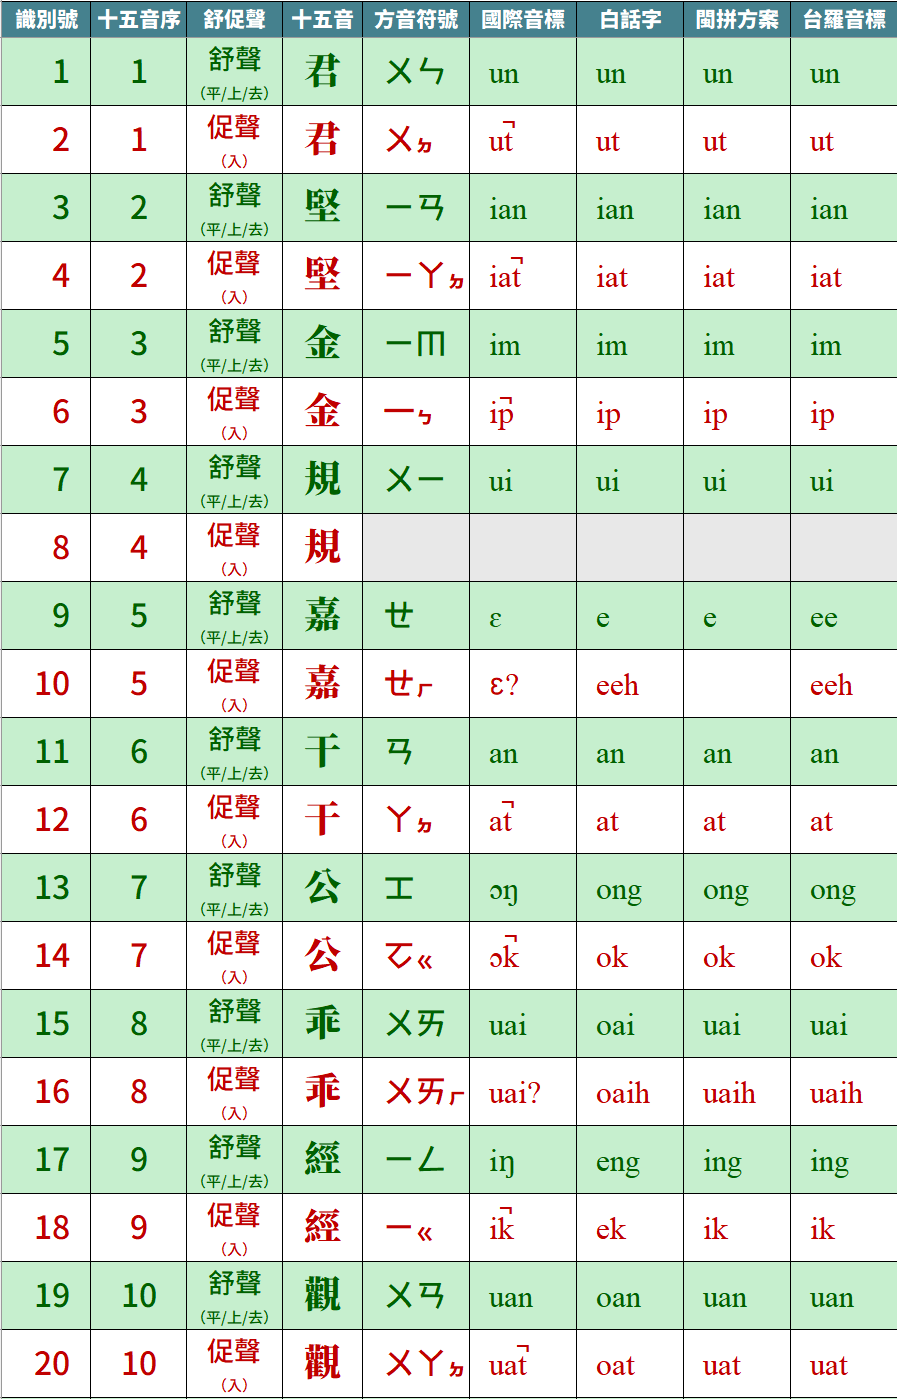 識別號 十五音序 舒促聲 十五音 方音符號 國際音標 白話字 閩拼方案 台羅音標
1 1 舒聲 (平/上/去) 君 ㄨㄣ un un un un
2 1 促聲 (入) 君 ㄨㆵ ut̚ ut ut ut
3 2 舒聲 (平/上/去) 堅 ㄧㄢ ian ian ian ian
4 2 促聲 (入) 堅 ㄧㄚㆵ iat̚ iat iat iat
5 3 舒聲 (平/上/去) 金 ㄧㆬ im im im im
6 3 促聲 (入) 金 ㄧㆴ ip̚ ip ip ip
7 4 舒聲 (平/上/去) 規 ㄨㄧ ui ui ui ui
8 4 促聲 (入) 規
9 5 舒聲 (平/上/去) 嘉 ㄝ ɛ e e ee
10 5 促聲 (入) 嘉 ㄝㆷ ɛ? eeh eeh
11 6 舒聲 (平/上/去) 干 ㄢ an an an an
12 6 促聲 (入) 干 ㄚㆵ at̚ at at at
13 7 舒聲 (平/上/去) 公 ㆲ ɔŋ ong ong ong
14 7 促聲 (入) 公 ㆦㆶ ɔk̚ ok ok ok
15 8 舒聲 (平/上/去) 乖 ㄨㄞ uai oai uai uai
16 8 促聲 (入) 乖 ㄨㄞㆷ uai? oaih uaih uaih
17 9 舒聲 (平/上/去) 經 ㄧㄥ iŋ eng ing ing
18 9 促聲 (入) 經 ㄧㆶ ik̚ ek ik ik
19 10 舒聲 (平/上/去) 觀 ㄨㄢ uan oan uan uan
20 10 促聲 (入) 觀 ㄨㄚㆵ uat̚ oat uat uat